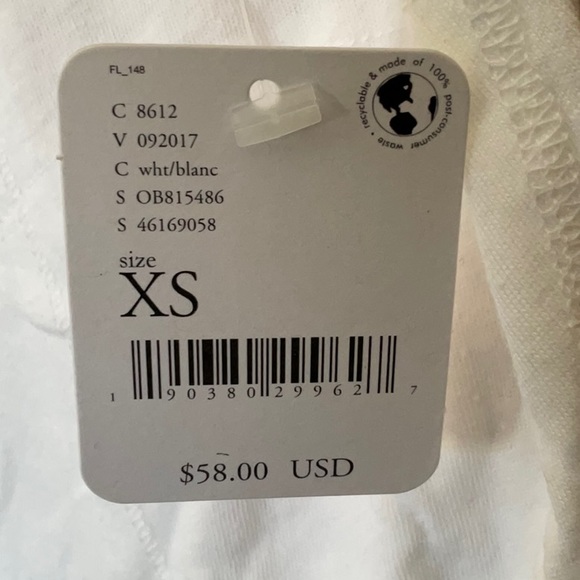 FL_148
recyclable & made of 100% post-consumer waste •
C 8612
V 092017
C wht/blanc
S OB815486
S 46169058
size
XS
1 90380 29962 7
$58.00 USD